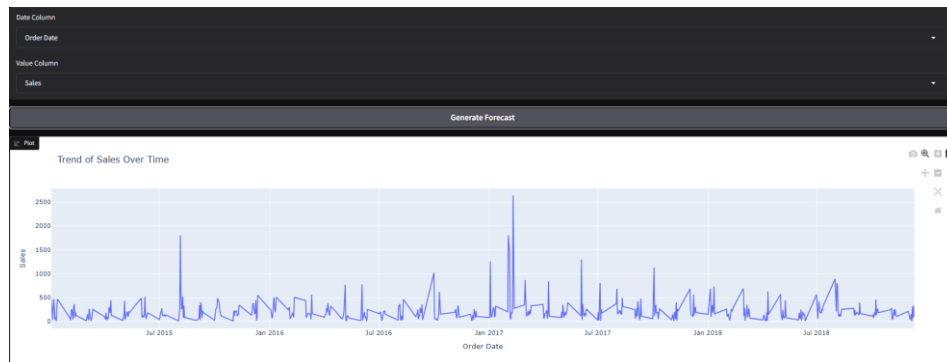 Date Column
Order Date
Value Column
Sales
Generate Forecast
Plot
Trend of Sales Over Time
2500
2000
1500
1000
500
0
Sales
Jul 2015
Jan 2016
Jul 2016
Jan 2017
Jul 2017
Jan 2018
Jul 2018
Order Date